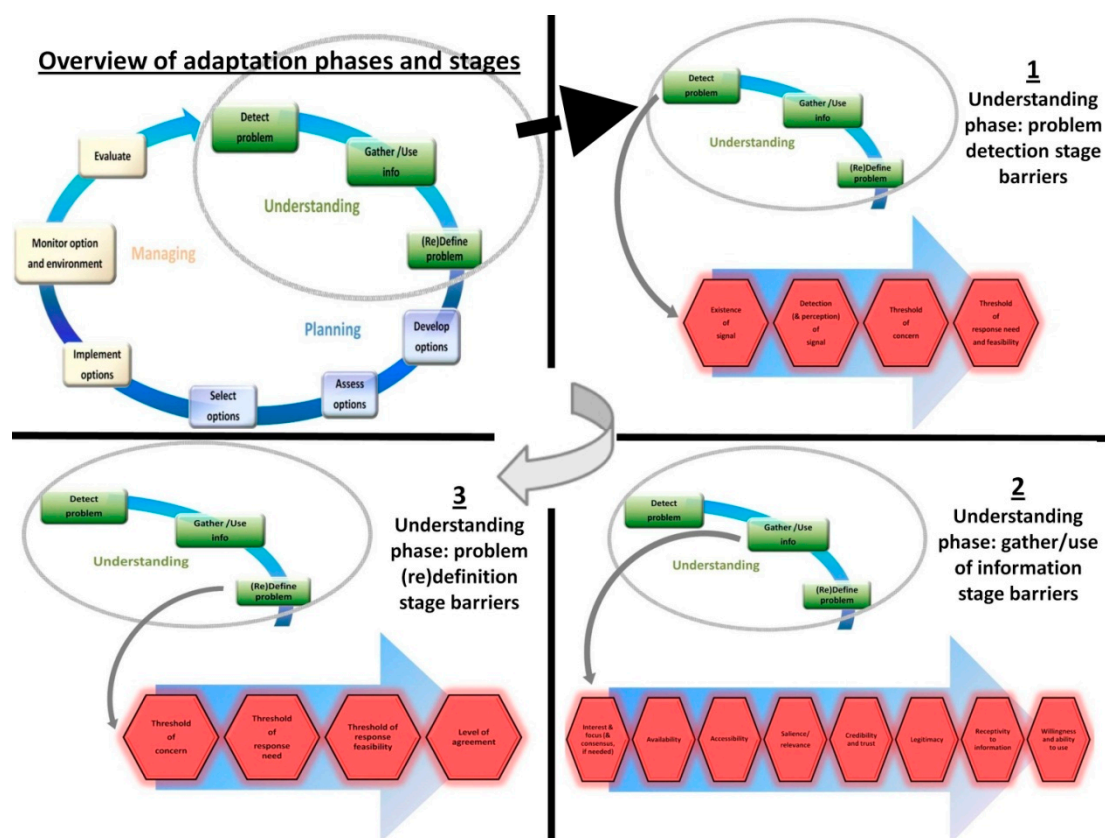 Overview of adaptation phases and stages
Detect
problem
Gather /Use
info
Understanding
(Re)Define
problem
Evaluate
Monitor option
and environment
Managing
Planning
Develop
options
Implement
options
Assess
options
Select
options
1
Understanding
phase: problem
detection stage
barriers
Detect
problem
Gather /Use
info
Understanding
(Re)Define
problem
Existence
of
signal
Detection
(& perception) of
signal
Threshold
of
concern
Threshold
of
response need
and feasibility
3
Understanding
phase: problem
(re)definition
stage barriers
Detect
problem
Gather /Use
info
Understanding
(Re)Define
problem
Threshold
of
concern
Threshold
of
response
need
Threshold of
response
feasibility
Level of
agreement
2
Understanding
phase: gather/use
of information
stage barriers
Detect
problem
Gather /Use
info
Understanding
(Re)Define
problem
Interest &
focus (&
consensus,
if needed)
Availability
Accessibility
Salience/
relevance
Credibility
and trust
Legitimacy
Receptivity
to
information
Willingness
and ability
to use